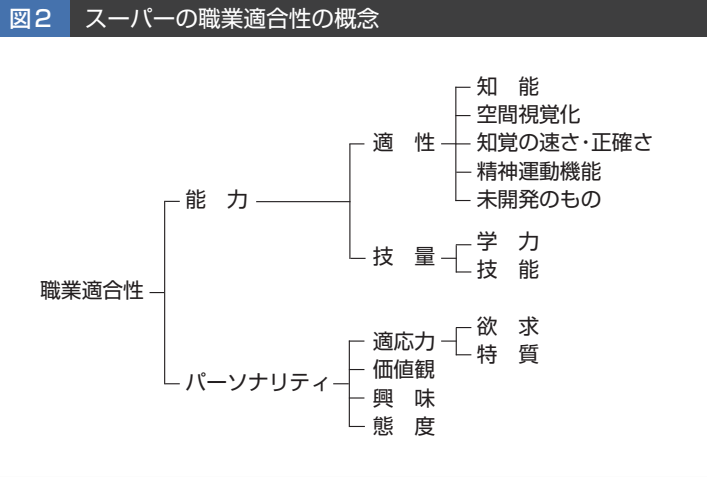 図2 スーパーの職業適合性の概念
知　能
空間視覚化
適　性
知覚の速さ・正確さ
精神運動機能
能　力
未開発のもの
学　力
技　量
技　能
職業適合性
欲　求
適応力
特　質
価値観
パーソナリティ
興　味
態　度